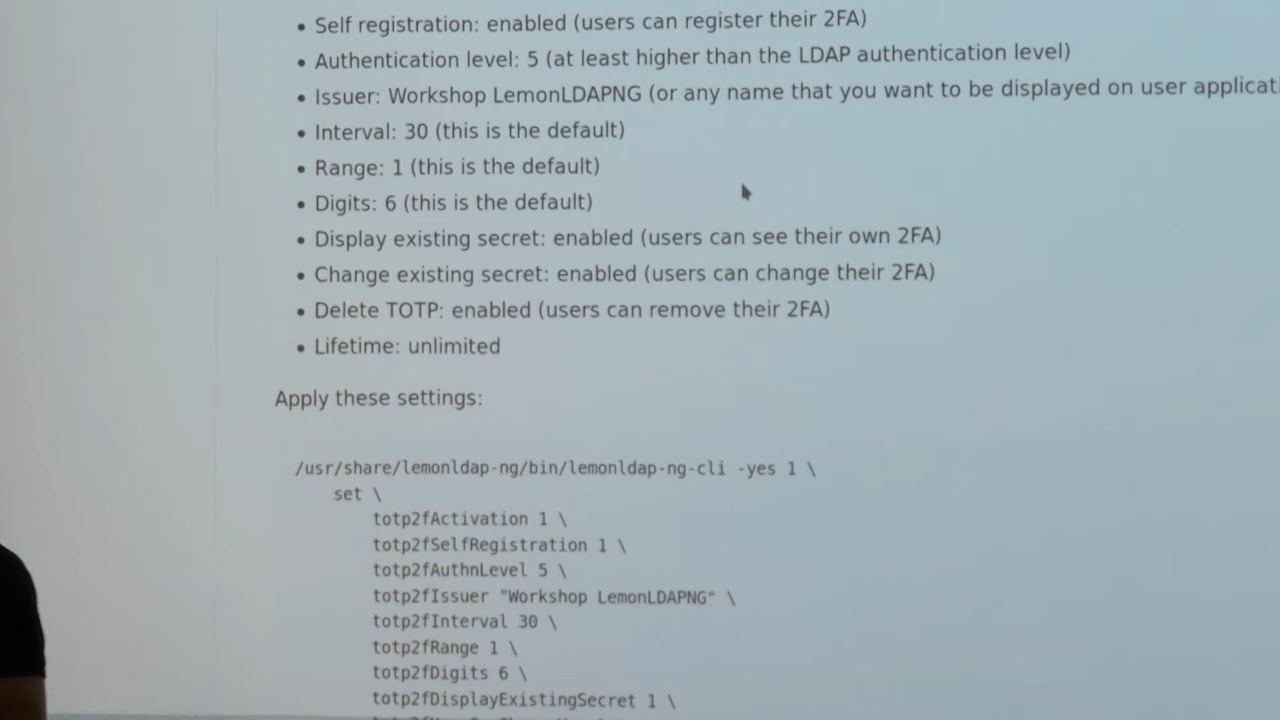 • Self registration: enabled (users can register their 2FA)
• Authentication level: 5 (at least higher than the LDAP authentication level)
• Issuer: Workshop LemonLDAPNG (or any name that you want to be displayed on user applicati
• Interval: 30 (this is the default)
• Range: 1 (this is the default)
• Digits: 6 (this is the default)
• Display existing secret: enabled (users can see their own 2FA)
• Change existing secret: enabled (users can change their 2FA)
• Delete TOTP: enabled (users can remove their 2FA)
• Lifetime: unlimited
Apply these settings:
/usr/share/lemonldap-ng/bin/lemonldap-ng-cli -yes 1 \
set \
totp2fActivation 1 \
totp2fSelfRegistration 1 \
totp2fAuthnLevel 5 \
totp2fIssuer "Workshop LemonLDAPNG" \
totp2fInterval 30 \
totp2fRange 1 \
totp2fDigits 6 \
totp2fDisplayExistingSecret 1 \